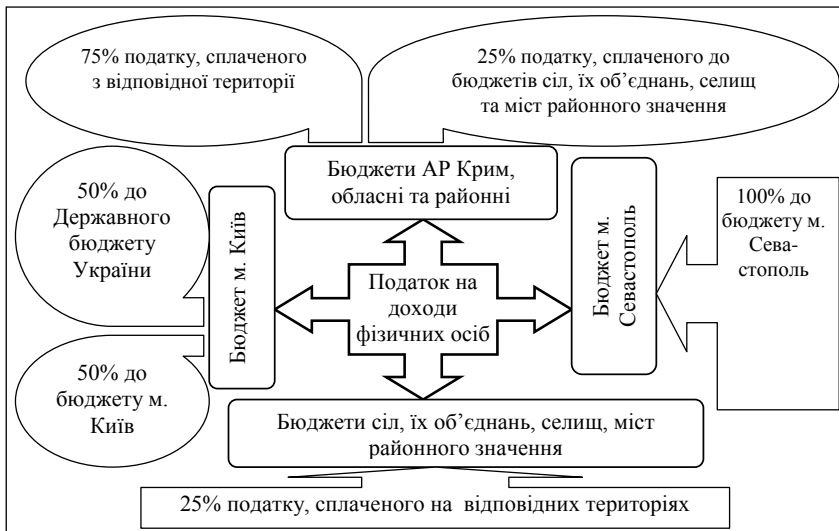 75% податку, сплаченого
з відповідної території
25% податку, сплаченого до
бюджетів сіл, їх об’єднань, селищ
та міст районного значення
Бюджети АР Крим,
обласні та районні
50% до
Державного
бюджету
України
Бюджет м. Київ
Податок на
доходи
фізичних осіб
Бюджет м.
Севастополь
100% до
бюджету м.
Сева-
стополь
50% до
бюджету м.
Київ
Бюджети сіл, їх об’єднань, селищ, міст
районного значення
25% податку, сплаченого на відповідних територіях